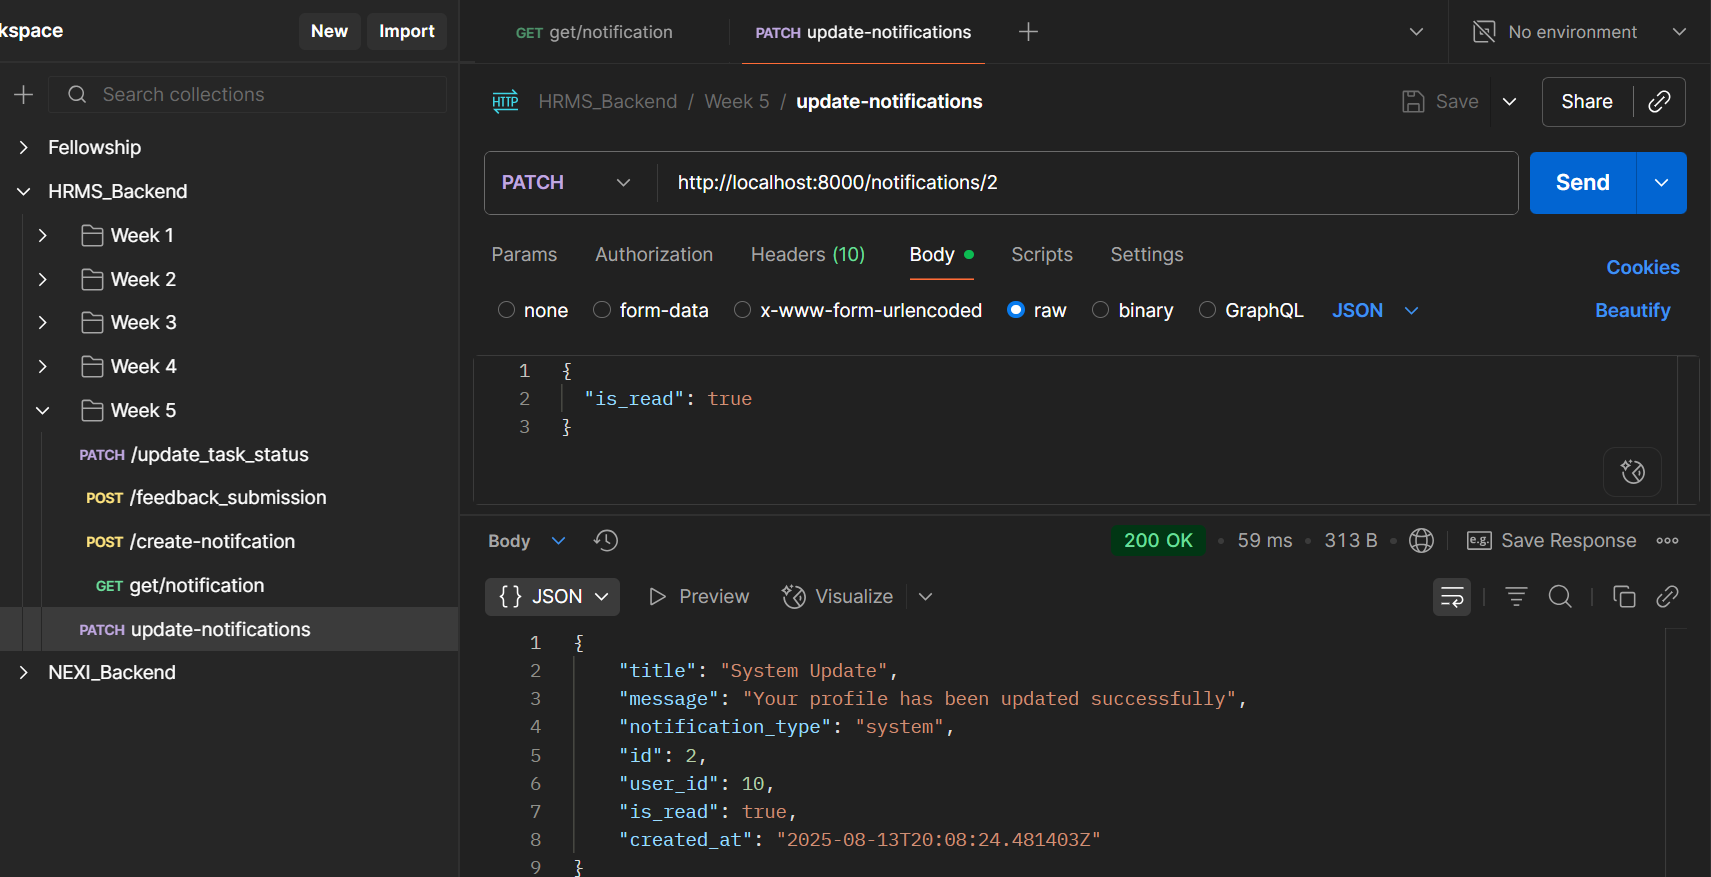 kspace
New
Import
Search collections
Fellowship
HRMS_Backend
Week 1
Week 2
Week 3
Week 4
Week 5
PATCH /update_task_status
POST /feedback_submission
POST /create-notifcation
GET get/notification
PATCH update-notifications
NEXI_Backend
GET get/notification
PATCH update-notifications
No environment
HTTP HRMS_Backend / Week 5 / update-notifications
Save
Share
PATCH http://localhost:8000/notifications/2
Send
Params Authorization Headers (10) Body Scripts Settings
Cookies
none form-data x-www-form-urlencoded raw binary GraphQL JSON
Beautify
1 {
2 "is_read": true
3 }
Body
200 OK • 59 ms • 313 B •
e.g. Save Response
{} JSON Preview Visualize
1 {
2 "title": "System Update",
3 "message": "Your profile has been updated successfully",
4 "notification_type": "system",
5 "id": 2,
6 "user_id": 10,
7 "is_read": true,
8 "created_at": "2025-08-13T20:08:24.481403Z"
9 }